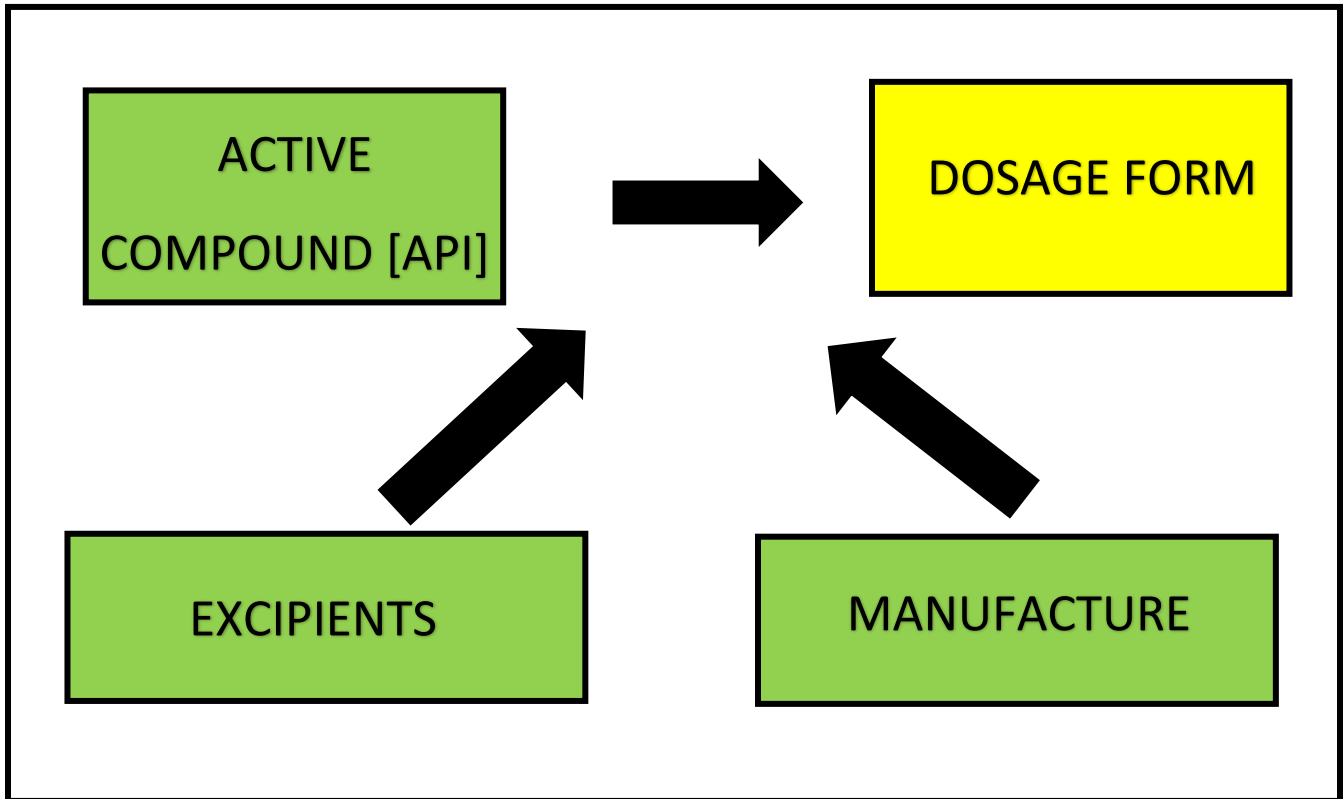 ACTIVE
COMPOUND [API]
DOSAGE FORM
EXCIPIENTS
MANUFACTURE